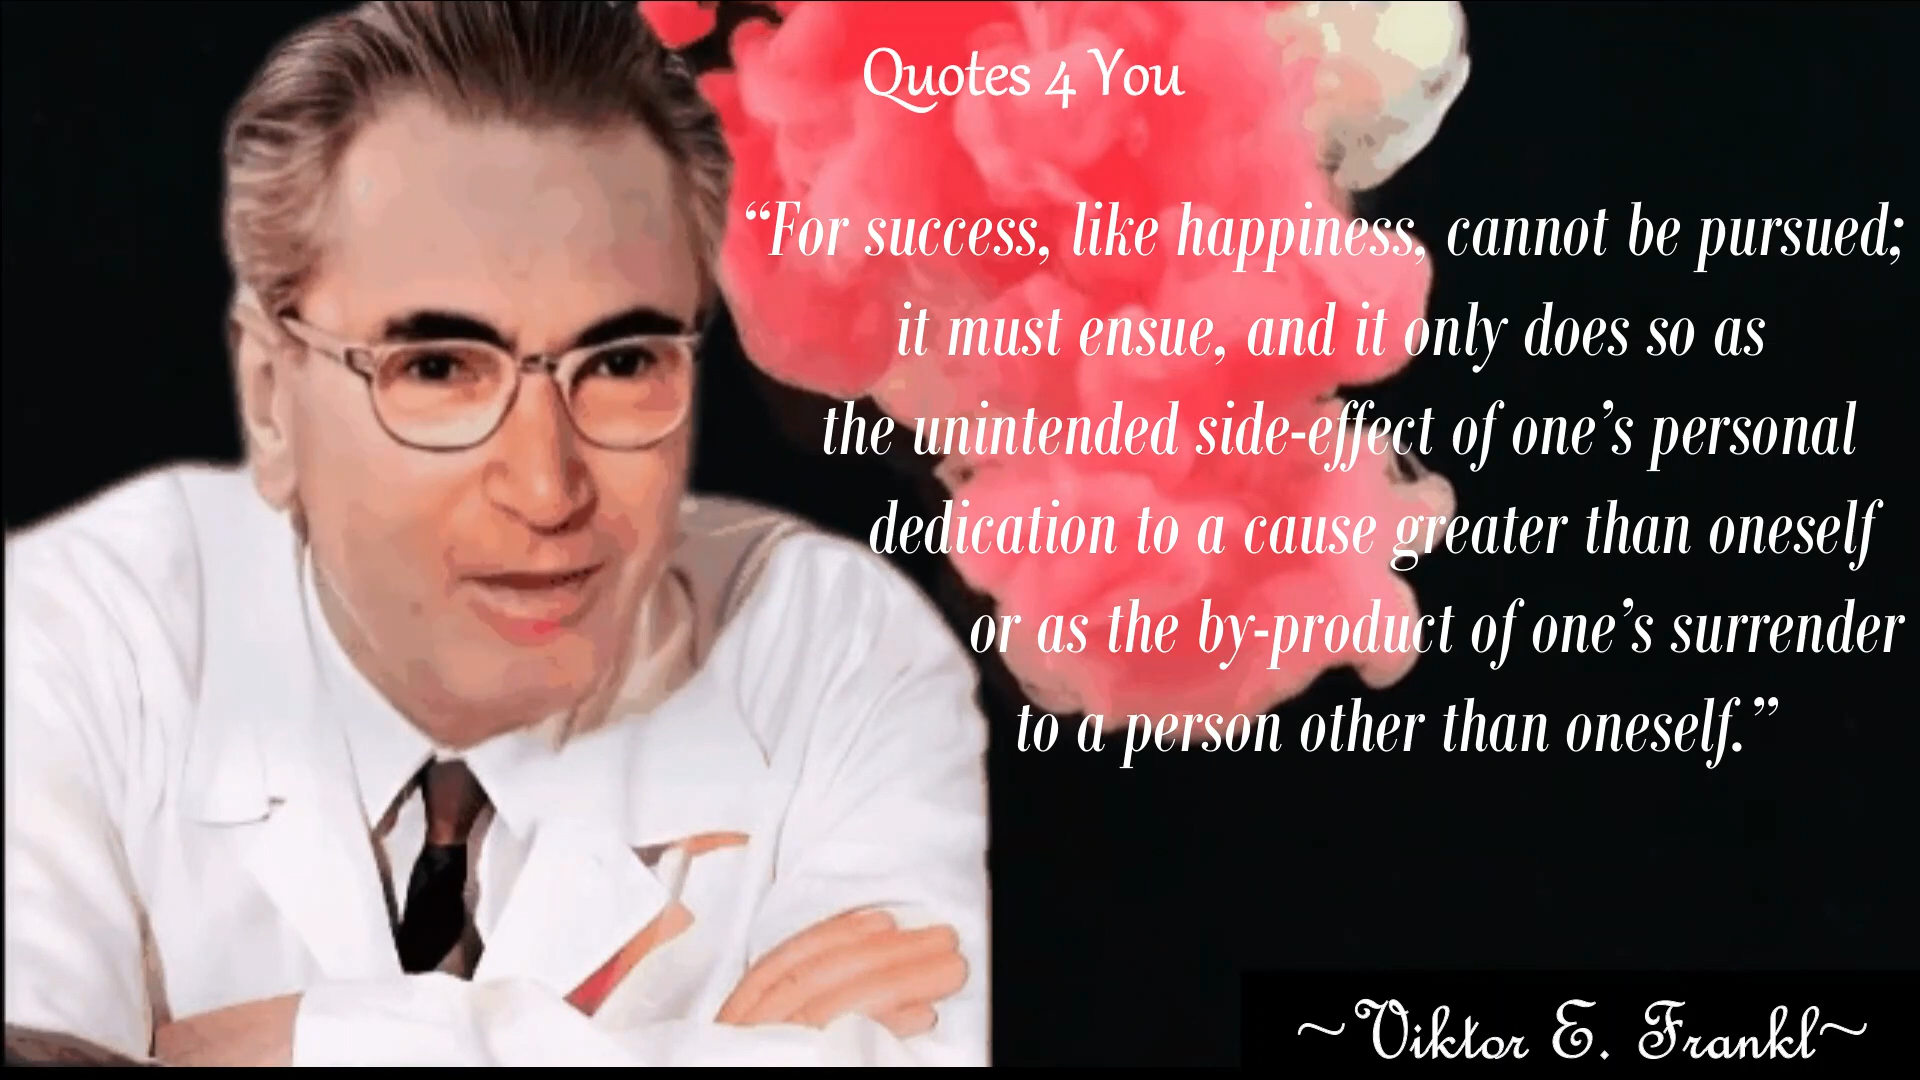 Quotes 4 You
“For success, like happiness, cannot be pursued;
it must ensue, and it only does so as
the unintended side-effect of one’s personal
dedication to a cause greater than oneself
or as the by-product of one’s surrender
to a person other than oneself.”
~Viktor E. Frankl~